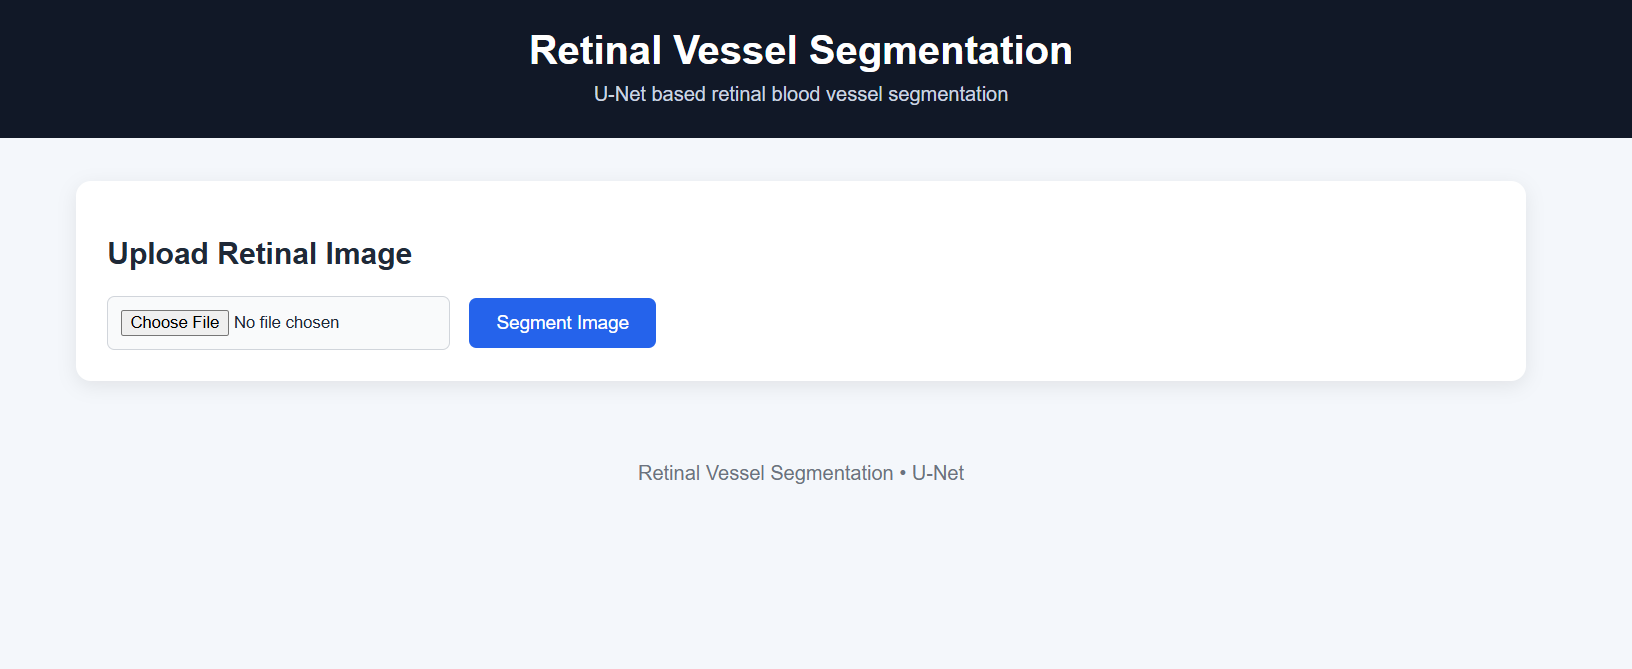 Retinal Vessel Segmentation
U-Net based retinal blood vessel segmentation
Upload Retinal Image
Choose File No file chosen
Segment Image
Retinal Vessel Segmentation • U-Net